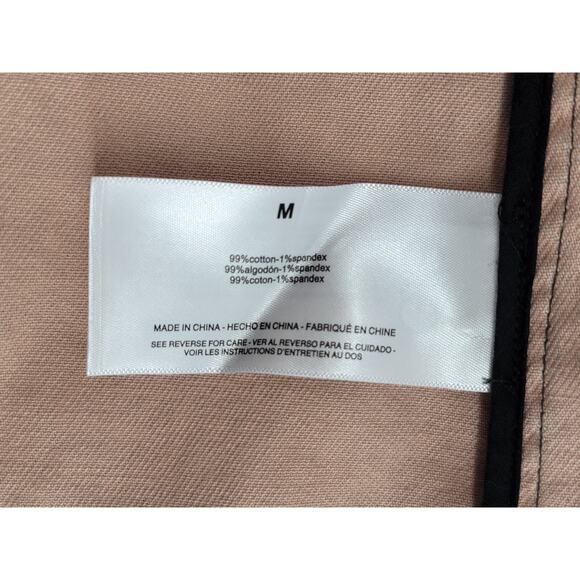 M
99%cotton-1%spandex
99%algodón-1%spandex
99%coton-1%spandex
MADE IN CHINA - HECHO EN CHINA - FABRIQUÉ EN CHINE
SEE REVERSE FOR CARE - VER AL REVERSO PARA EL CUIDADO -
VOIR LES INSTRUCTIONS D'ENTRETIEN AU DOS